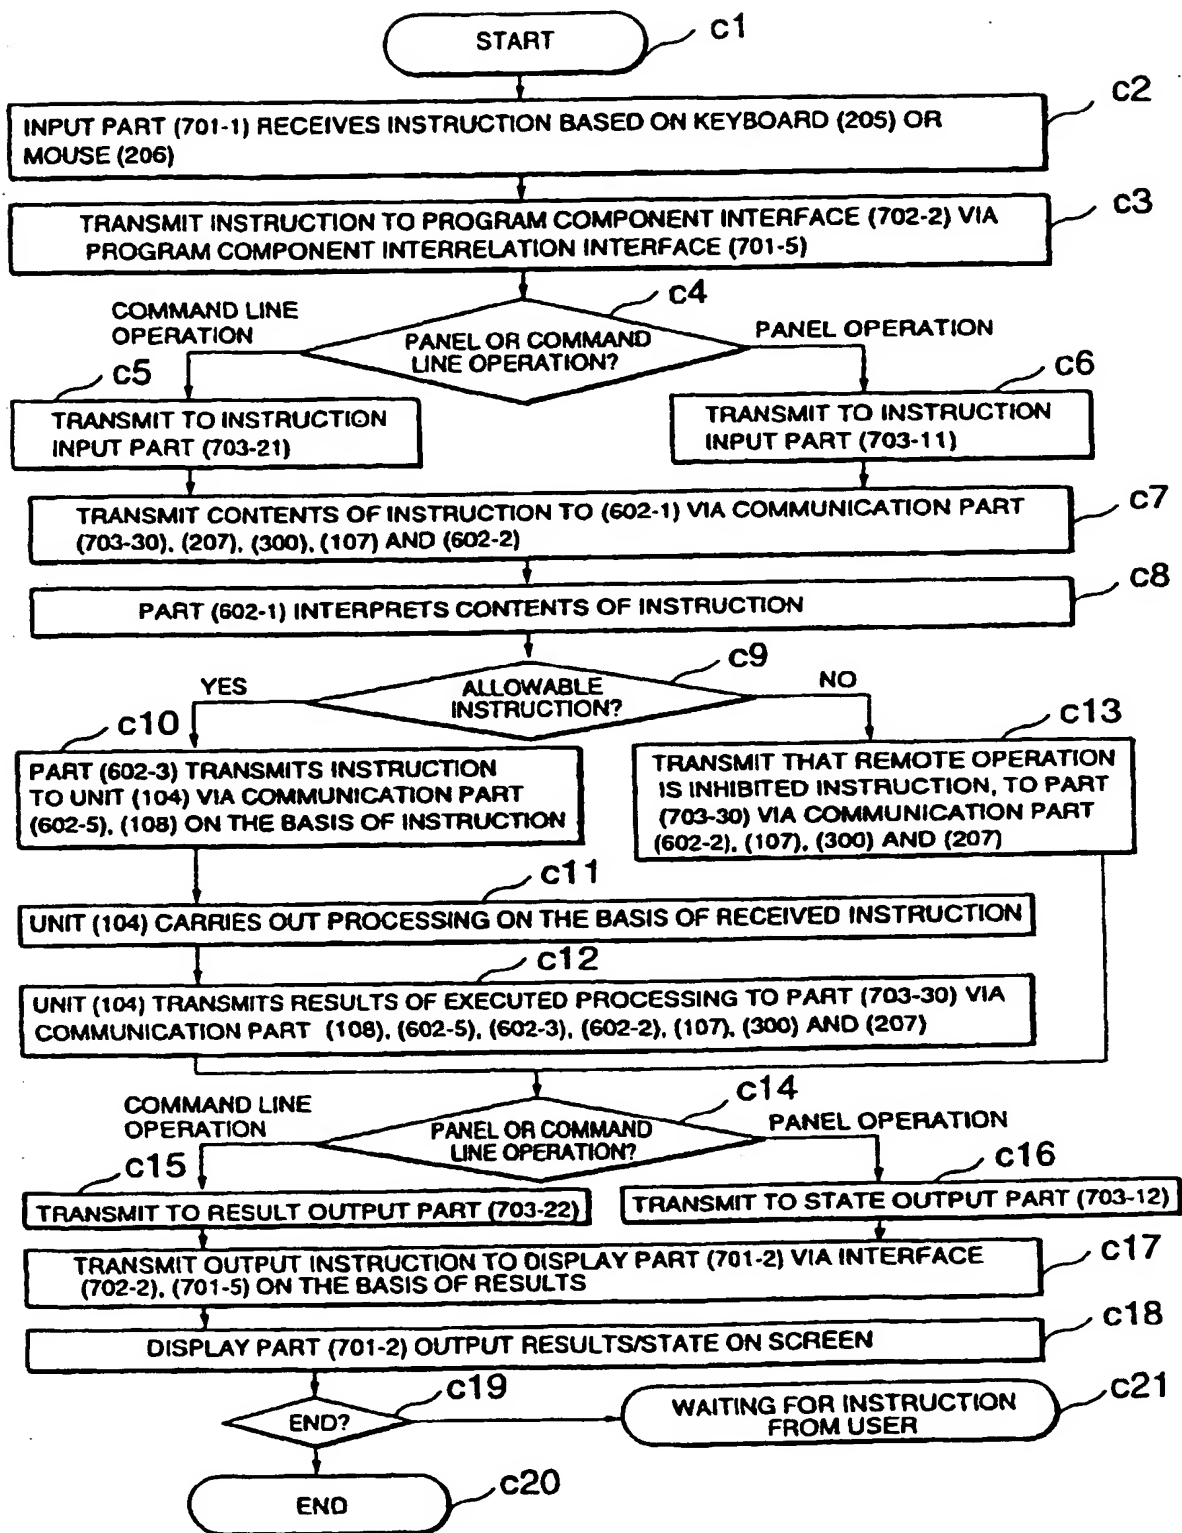 START
c1
c2
INPUT PART (701-1) RECEIVES INSTRUCTION BASED ON KEYBOARD (205) OR
MOUSE (206)
c3
TRANSMIT INSTRUCTION TO PROGRAM COMPONENT INTERFACE (702-2) VIA
PROGRAM COMPONENT INTERRELATION INTERFACE (701-5)
c4
COMMAND LINE
OPERATION
PANEL OR COMMAND
LINE OPERATION?
PANEL OPERATION
c5
c6
TRANSMIT TO INSTRUCTION
INPUT PART (703-21)
TRANSMIT TO INSTRUCTION
INPUT PART (703-11)
c7
TRANSMIT CONTENTS OF INSTRUCTION TO (602-1) VIA COMMUNICATION PART
(703-30), (207), (300), (107) AND (602-2)
c8
PART (602-1) INTERPRETS CONTENTS OF INSTRUCTION
c9
YES
ALLOWABLE
INSTRUCTION?
NO
c10
c13
PART (602-3) TRANSMITS INSTRUCTION
TO UNIT (104) VIA COMMUNICATION PART
(602-5), (108) ON THE BASIS OF INSTRUCTION
TRANSMIT THAT REMOTE OPERATION
IS INHIBITED INSTRUCTION, TO PART
(703-30) VIA COMMUNICATION PART
(602-2), (107), (300) AND (207)
c11
UNIT (104) CARRIES OUT PROCESSING ON THE BASIS OF RECEIVED INSTRUCTION
c12
UNIT (104) TRANSMITS RESULTS OF EXECUTED PROCESSING TO PART (703-30) VIA
COMMUNICATION PART (108), (602-5), (602-3), (602-2), (107), (300) AND (207)
c14
COMMAND LINE
OPERATION
PANEL OR COMMAND
LINE OPERATION?
PANEL OPERATION
c15
c16
TRANSMIT TO RESULT OUTPUT PART (703-22)
TRANSMIT TO STATE OUTPUT PART (703-12)
c17
TRANSMIT OUTPUT INSTRUCTION TO DISPLAY PART (701-2) VIA INTERFACE
(702-2), (701-5) ON THE BASIS OF RESULTS
c18
DISPLAY PART (701-2) OUTPUT RESULTS/STATE ON SCREEN
c19
END?
c21
WAITING FOR INSTRUCTION
FROM USER
c20
END